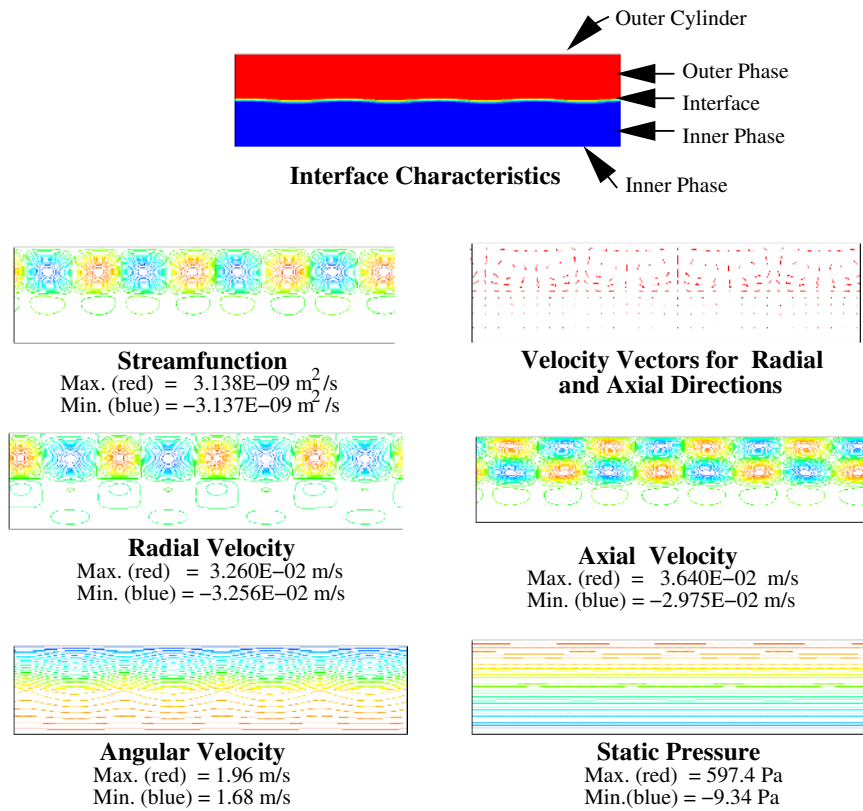 Outer Cylinder
Outer Phase
Interface
Inner Phase
Interface Characteristics
Inner Phase
Streamfunction
Max. (red) = 3.138E−09 m²/s
Min. (blue) = −3.137E−09 m²/s
Velocity Vectors for Radial
and Axial Directions
Radial Velocity
Max. (red) = 3.260E−02 m/s
Min. (blue) = −3.256E−02 m/s
Axial Velocity
Max. (red) = 3.640E−02 m/s
Min. (blue) = −2.975E−02 m/s
Angular Velocity
Max. (red) = 1.96 m/s
Min. (blue) = 1.68 m/s
Static Pressure
Max. (red) = 597.4 Pa
Min.(blue) = −9.34 Pa